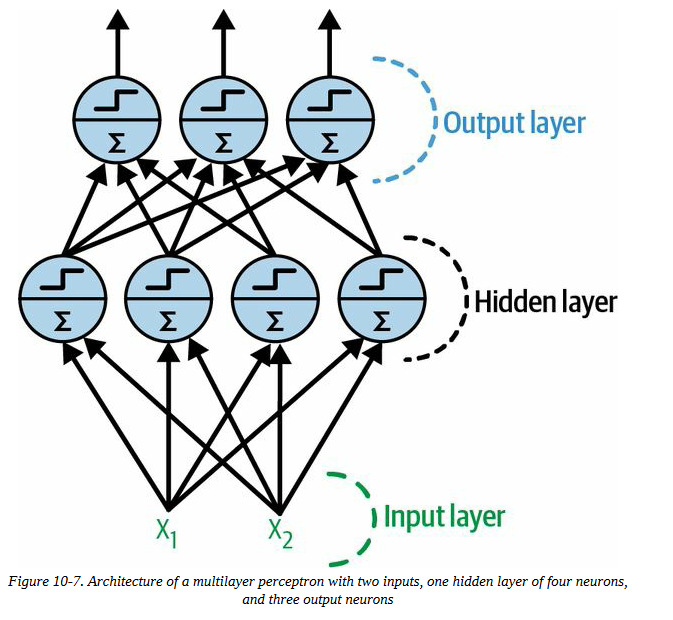 Σ Σ Σ
Output layer
Σ Σ Σ Σ
Hidden layer
X1 X2
Input layer
Figure 10-7. Architecture of a multilayer perceptron with two inputs, one hidden layer of four neurons,
and three output neurons